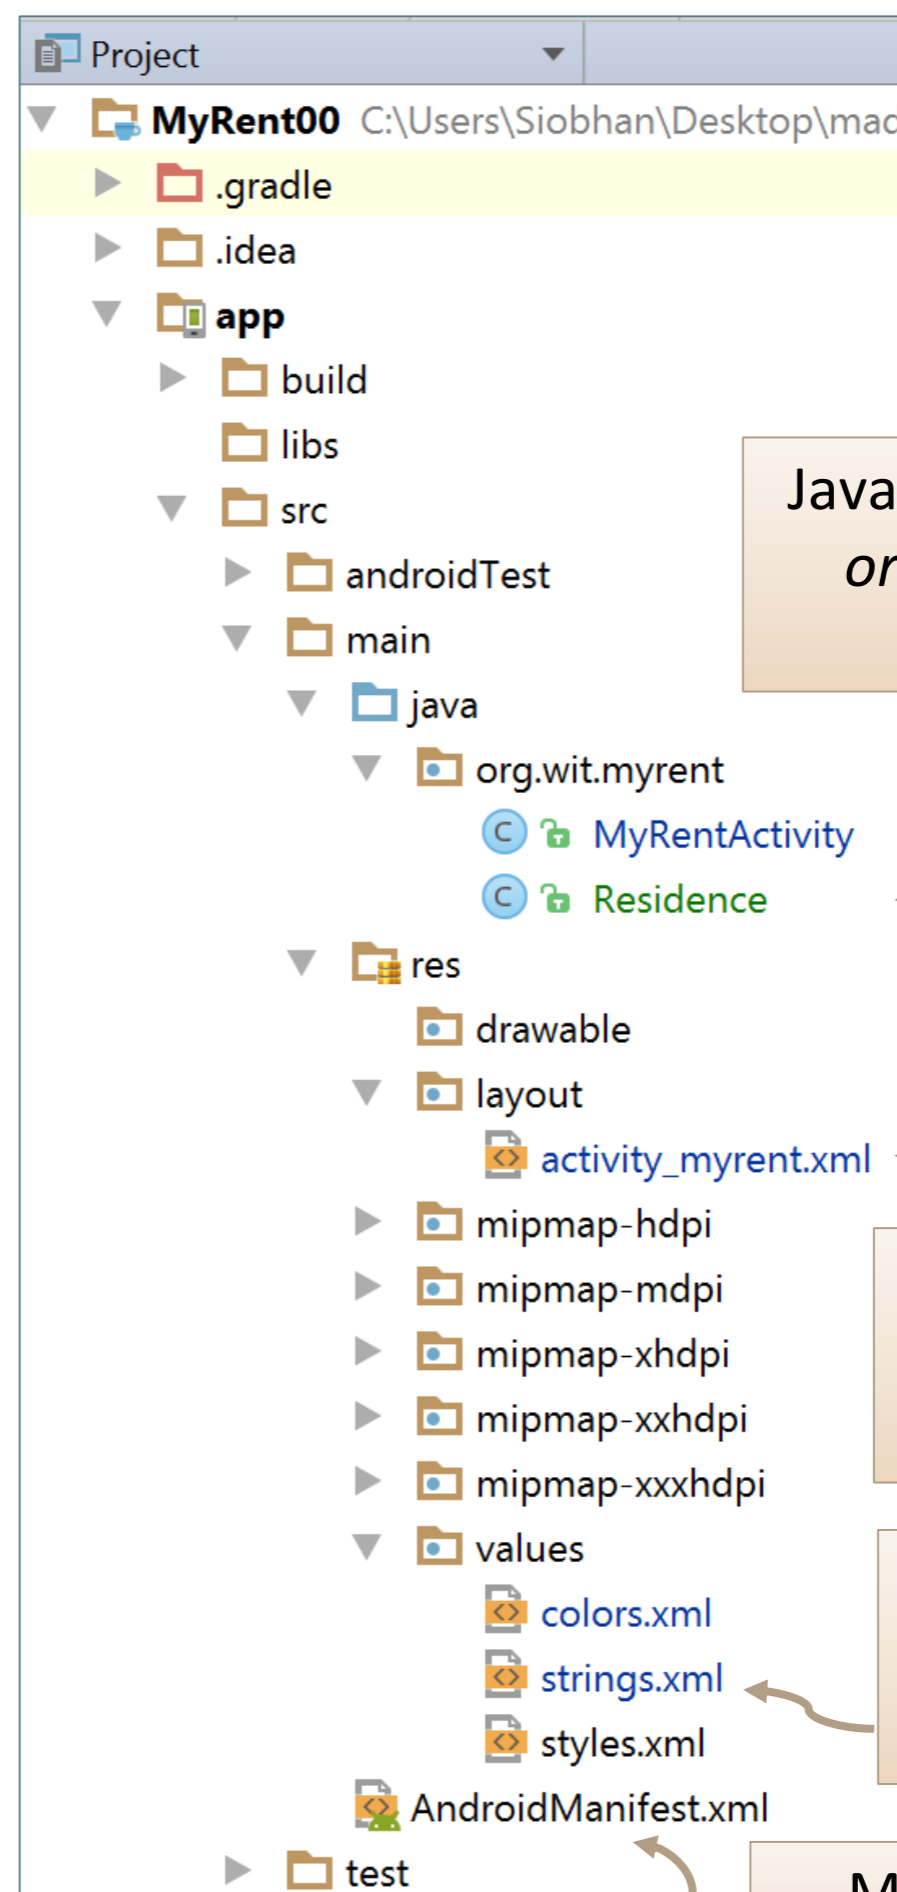 Project
MyRent00 C:\Users\Siobhan\Desktop\mad
.gradle
.idea
app
build
libs
src
Java
or
androidTest
main
java
org.wit.myrent
MyRentActivity
Residence
res
drawable
layout
activity_myrent.xml
mipmap-hdpi
mipmap-mdpi
mipmap-xhdpi
mipmap-xxhdpi
mipmap-xxxhdpi
values
colors.xml
strings.xml
styles.xml
AndroidManifest.xml
test